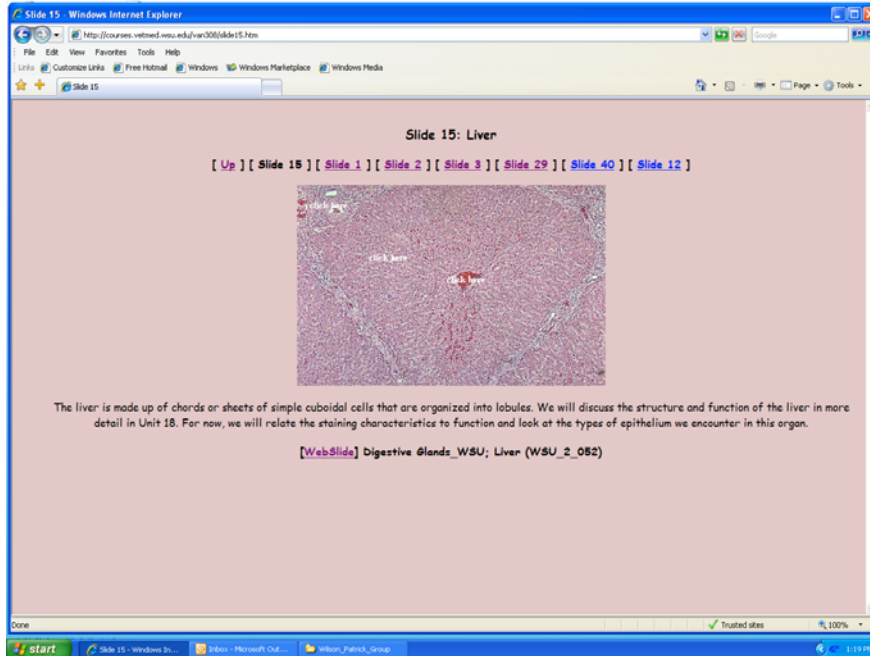 Slide 15 - Windows Internet Explorer
http://courses.vetmed.wsu.edu/van308/slide15.htm
Google
File Edit View Favorites Tools Help
Links Customize Links Free Hotmail Windows Windows Marketplace Windows Media
Slide 15
Page Tools
Slide 15: Liver
[ Up ] [ Slide 15 ] [ Slide 1 ] [ Slide 2 ] [ Slide 3 ] [ Slide 29 ] [ Slide 40 ] [ Slide 12 ]
click here
click here
click here
The liver is made up of chords or sheets of simple cuboidal cells that are organized into lobules. We will discuss the structure and function of the liver in more
detail in Unit 18. For now, we will relate the staining characteristics to function and look at the types of epithelium we encounter in this organ.
[WebSlide] Digestive Glands_WSU; Liver (WSU_2_052)
Done
Trusted sites
100%
start
Slide 15 - Windows In...
Inbox - Microsoft Out...
Wilson_Patrick_Group
1:19 PM